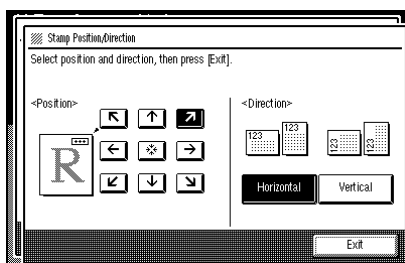 Stamp Position/Direction
Select position and direction, then press [Exit].
<Position>
<Direction>
R
123
123
123
123
Horizontal
Vertical
Exit